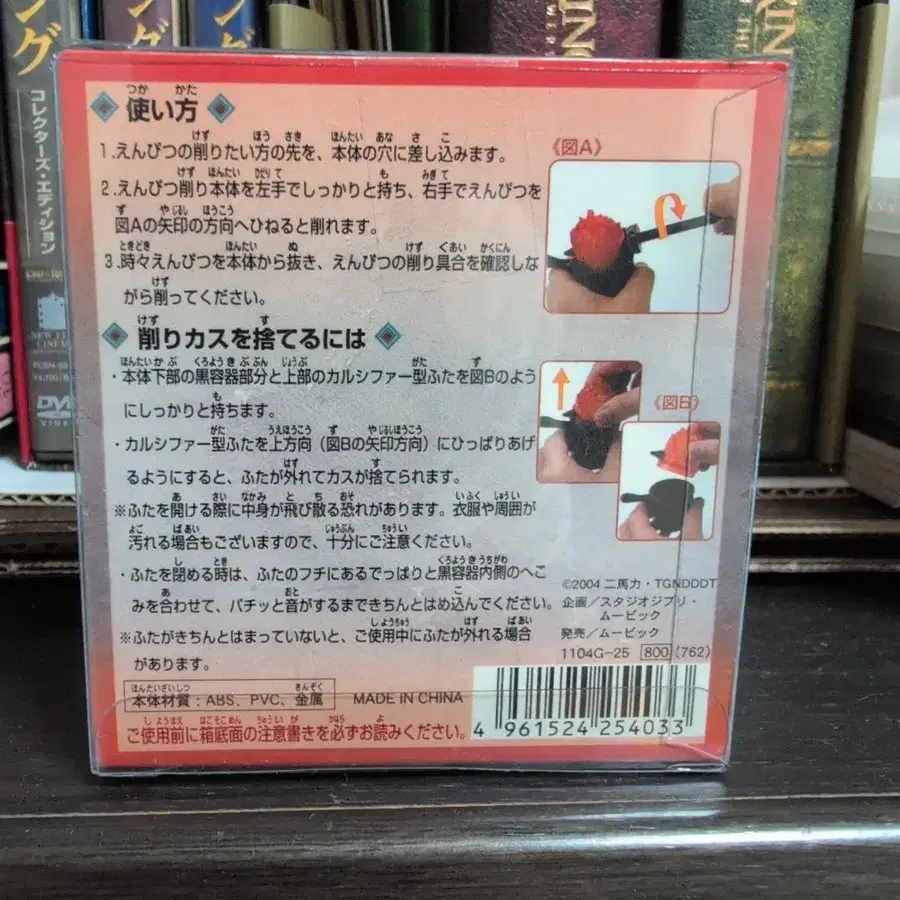 ング
コレクターズ・エディション
DVD
VIDEO
RING
THE
KING
使い方
1.えんぴつの削りたい方の先を、本体の穴に差し込みます。
2.えんぴつ削り本体を左手でしっかりと持ち、右手でえんぴつを
図Aの矢印の方向へひねると削れます。
3.時々えんぴつを本体から抜き、えんぴつの削り具合を確認しな
がら削ってください。
《図A》
削りカスを捨てるには
・本体下部の黒容器部分と上部のカルシファー型ふたを図Bのよう
にしっかりと持ちます。
・カルシファー型ふたを上方向（図Bの矢印方向）にひっぱりあげ
るようにすると、ふたが外れてカスが捨てられます。
※ふたを開ける際に中身が飛び散る恐れがあります。衣服や周囲が
汚れる場合もございますので、十分にご注意ください。
・ふたを閉める時は、ふたのフチにあるでっぱりと黒容器内側のへこ
みを合わせて、パチッと音がするまできちんとはめ込んでください。
※ふたがきちんとはまっていないと、ご使用中にふたが外れる場合
があります。
《図B》
©2004 二馬力・TGNDDDT
企画／スタジオジブリ・
ムービック
発売／ムービック
1104G-25 800 (762)
本体材質：ABS、PVC、金属
MADE IN CHINA
ご使用前に箱底面の注意書きを必ずお読みください。
4 961524 254033